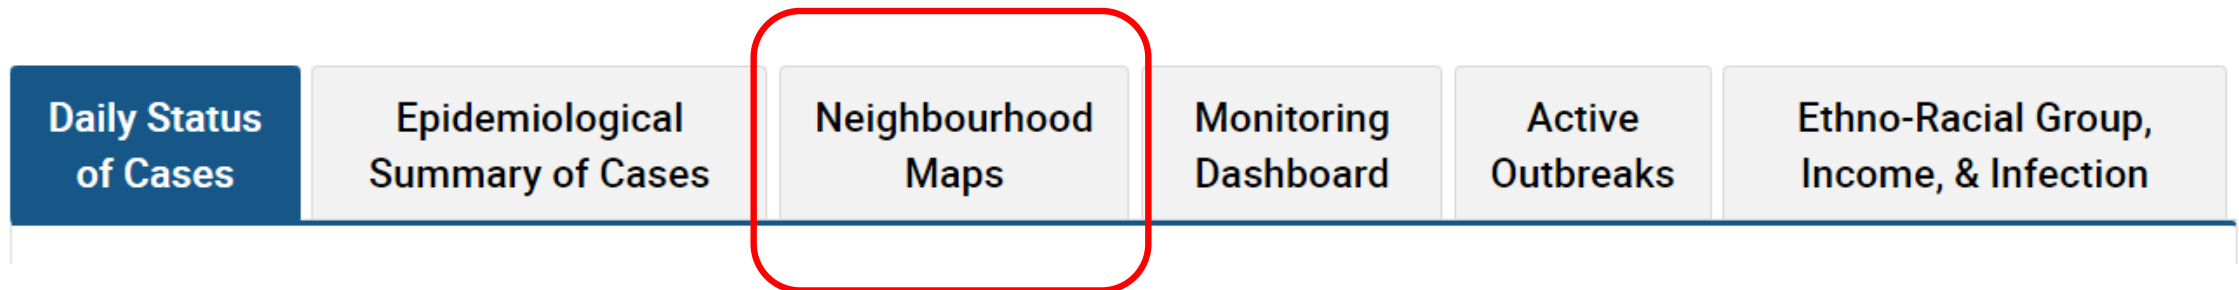 Daily Status
of Cases
Epidemiological
Summary of Cases
Neighbourhood
Maps
Monitoring
Dashboard
Active
Outbreaks
Ethno-Racial Group,
Income, & Infection